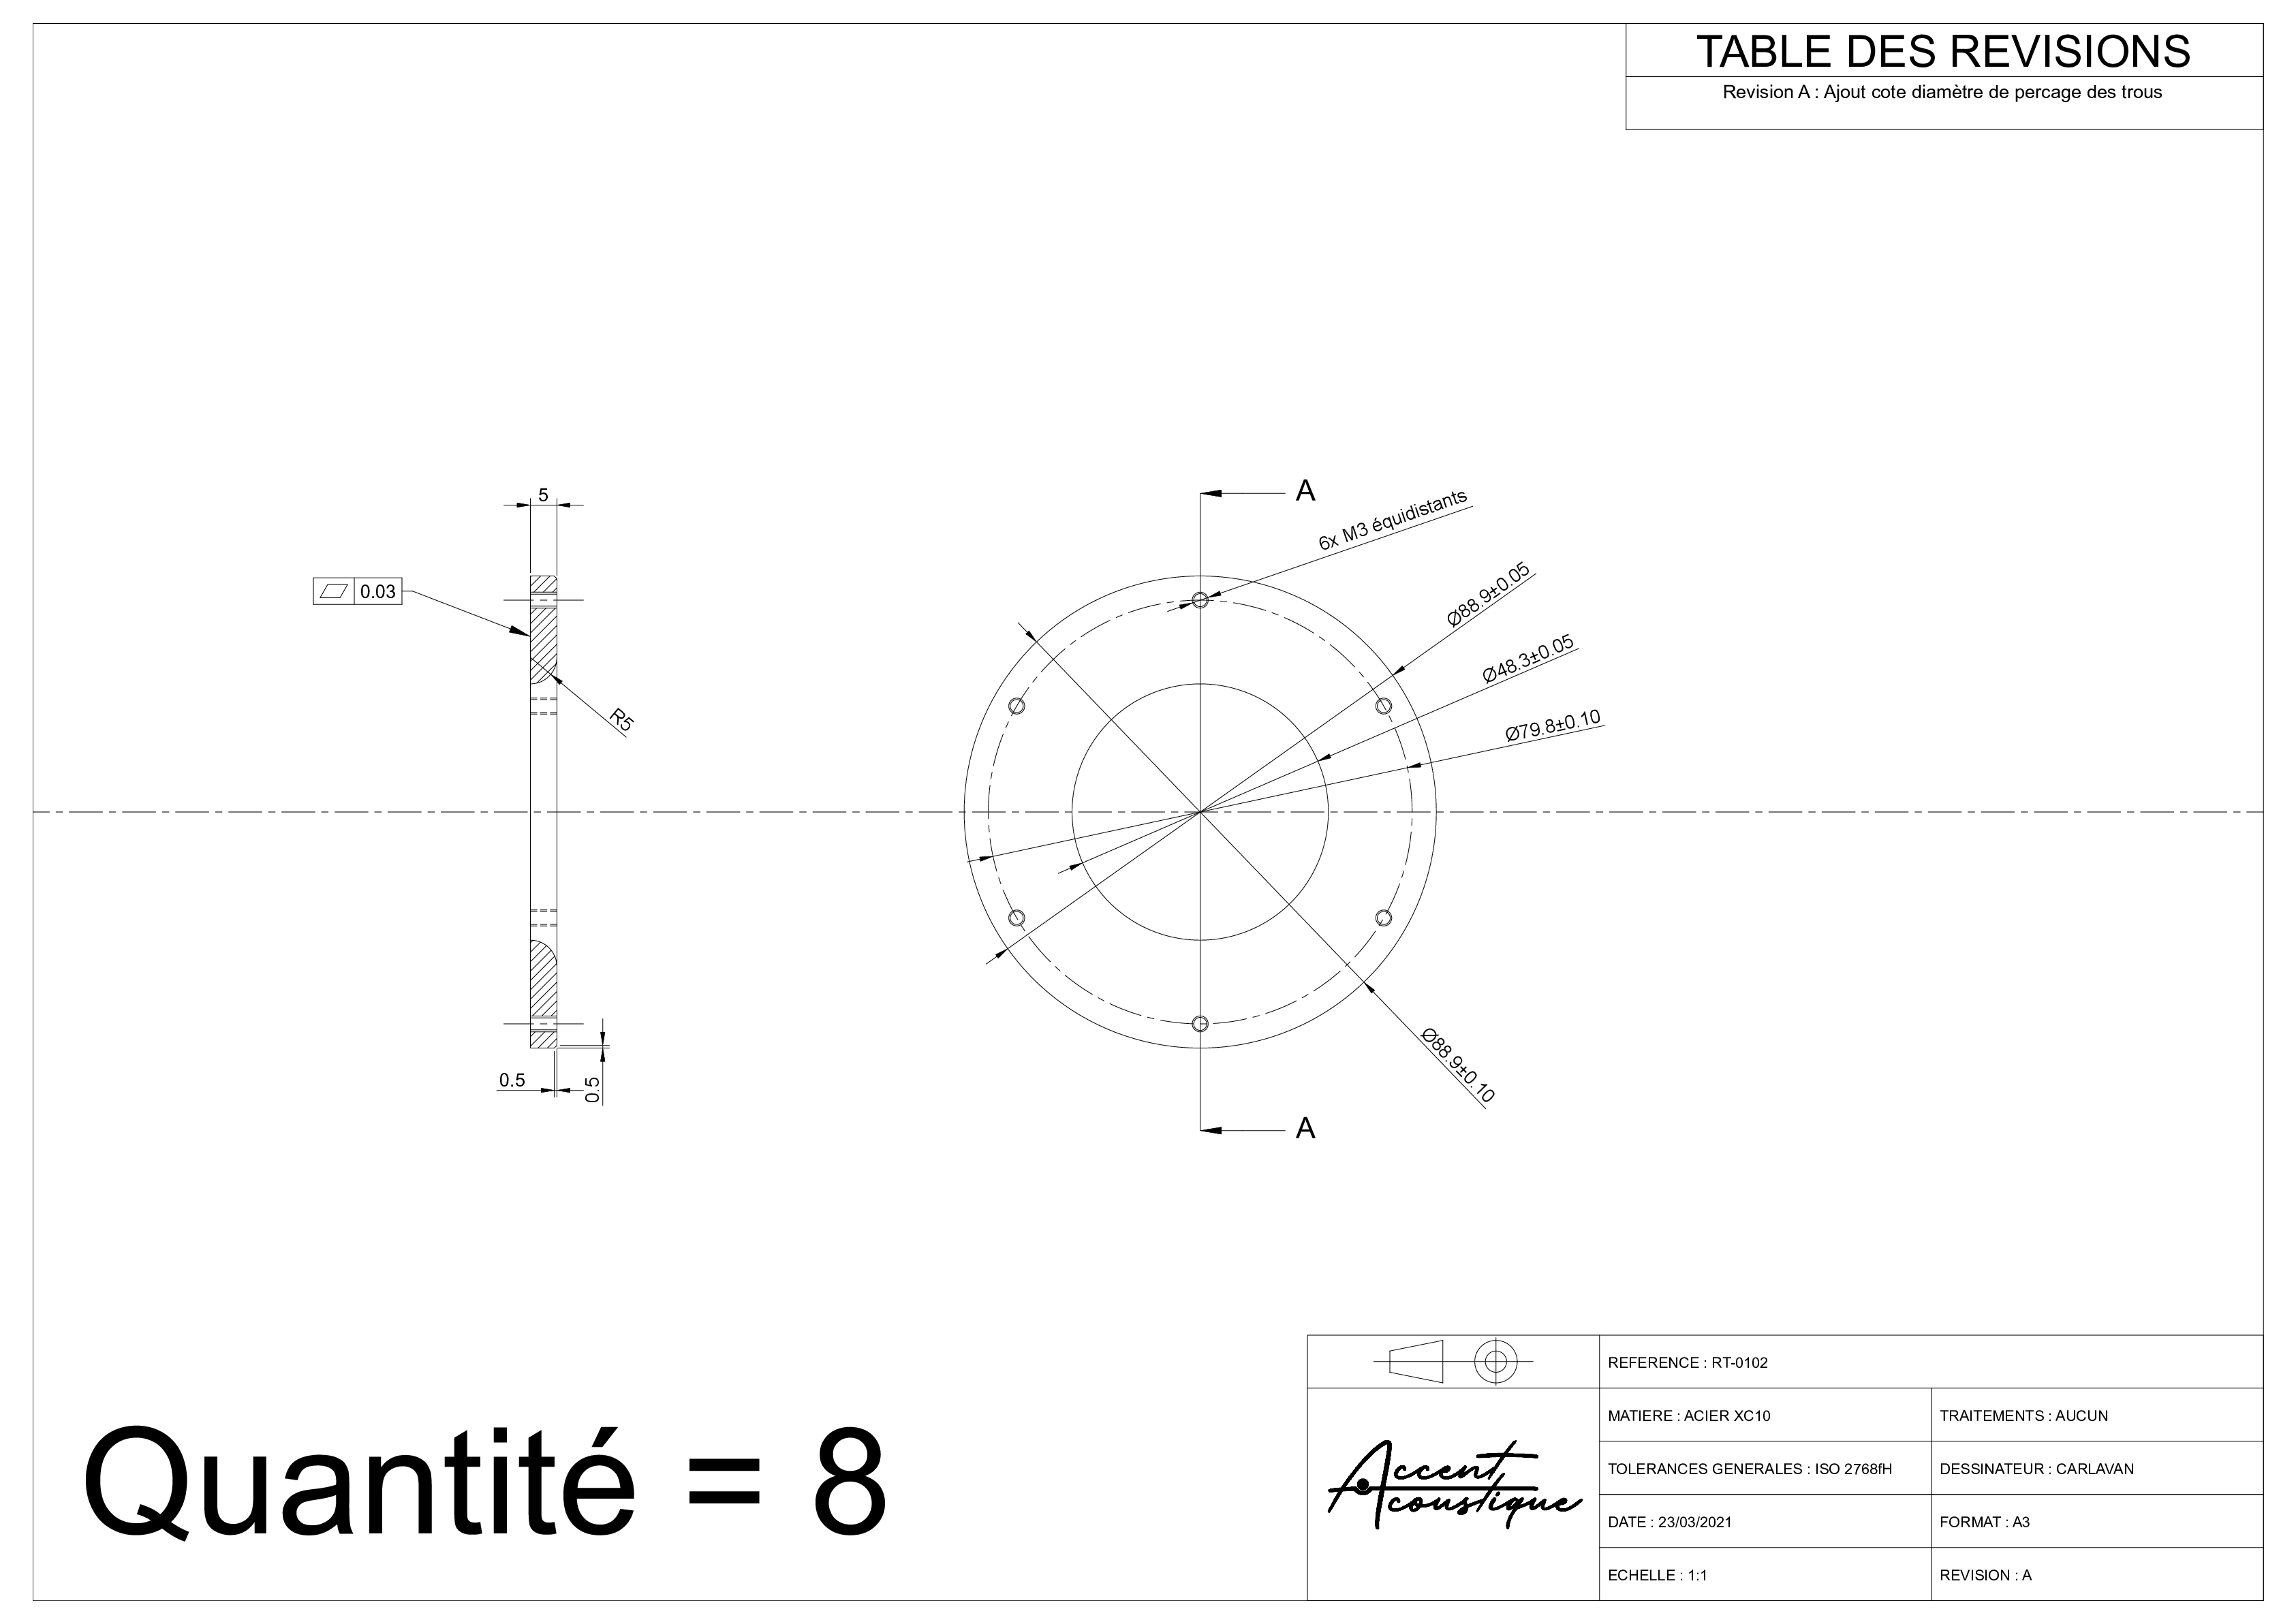 TABLE DES REVISIONS
Revision A : Ajout cote diamètre de percage des trous
A
6x M3 équidistants
5
0.03
R5
Ø88.9±0.05
Ø48.3±0.05
Ø79.8±0.10
Ø88.9±0.10
0.5
0.5
A
Quantité = 8
REFERENCE : RT-0102
MATIERE : ACIER XC10
TRAITEMENTS : AUCUN
Accent
Acoustique
TOLERANCES GENERALES : ISO 2768fH
DESSINATEUR : CARLAVAN
DATE : 23/03/2021
FORMAT : A3
ECHELLE : 1:1
REVISION : A